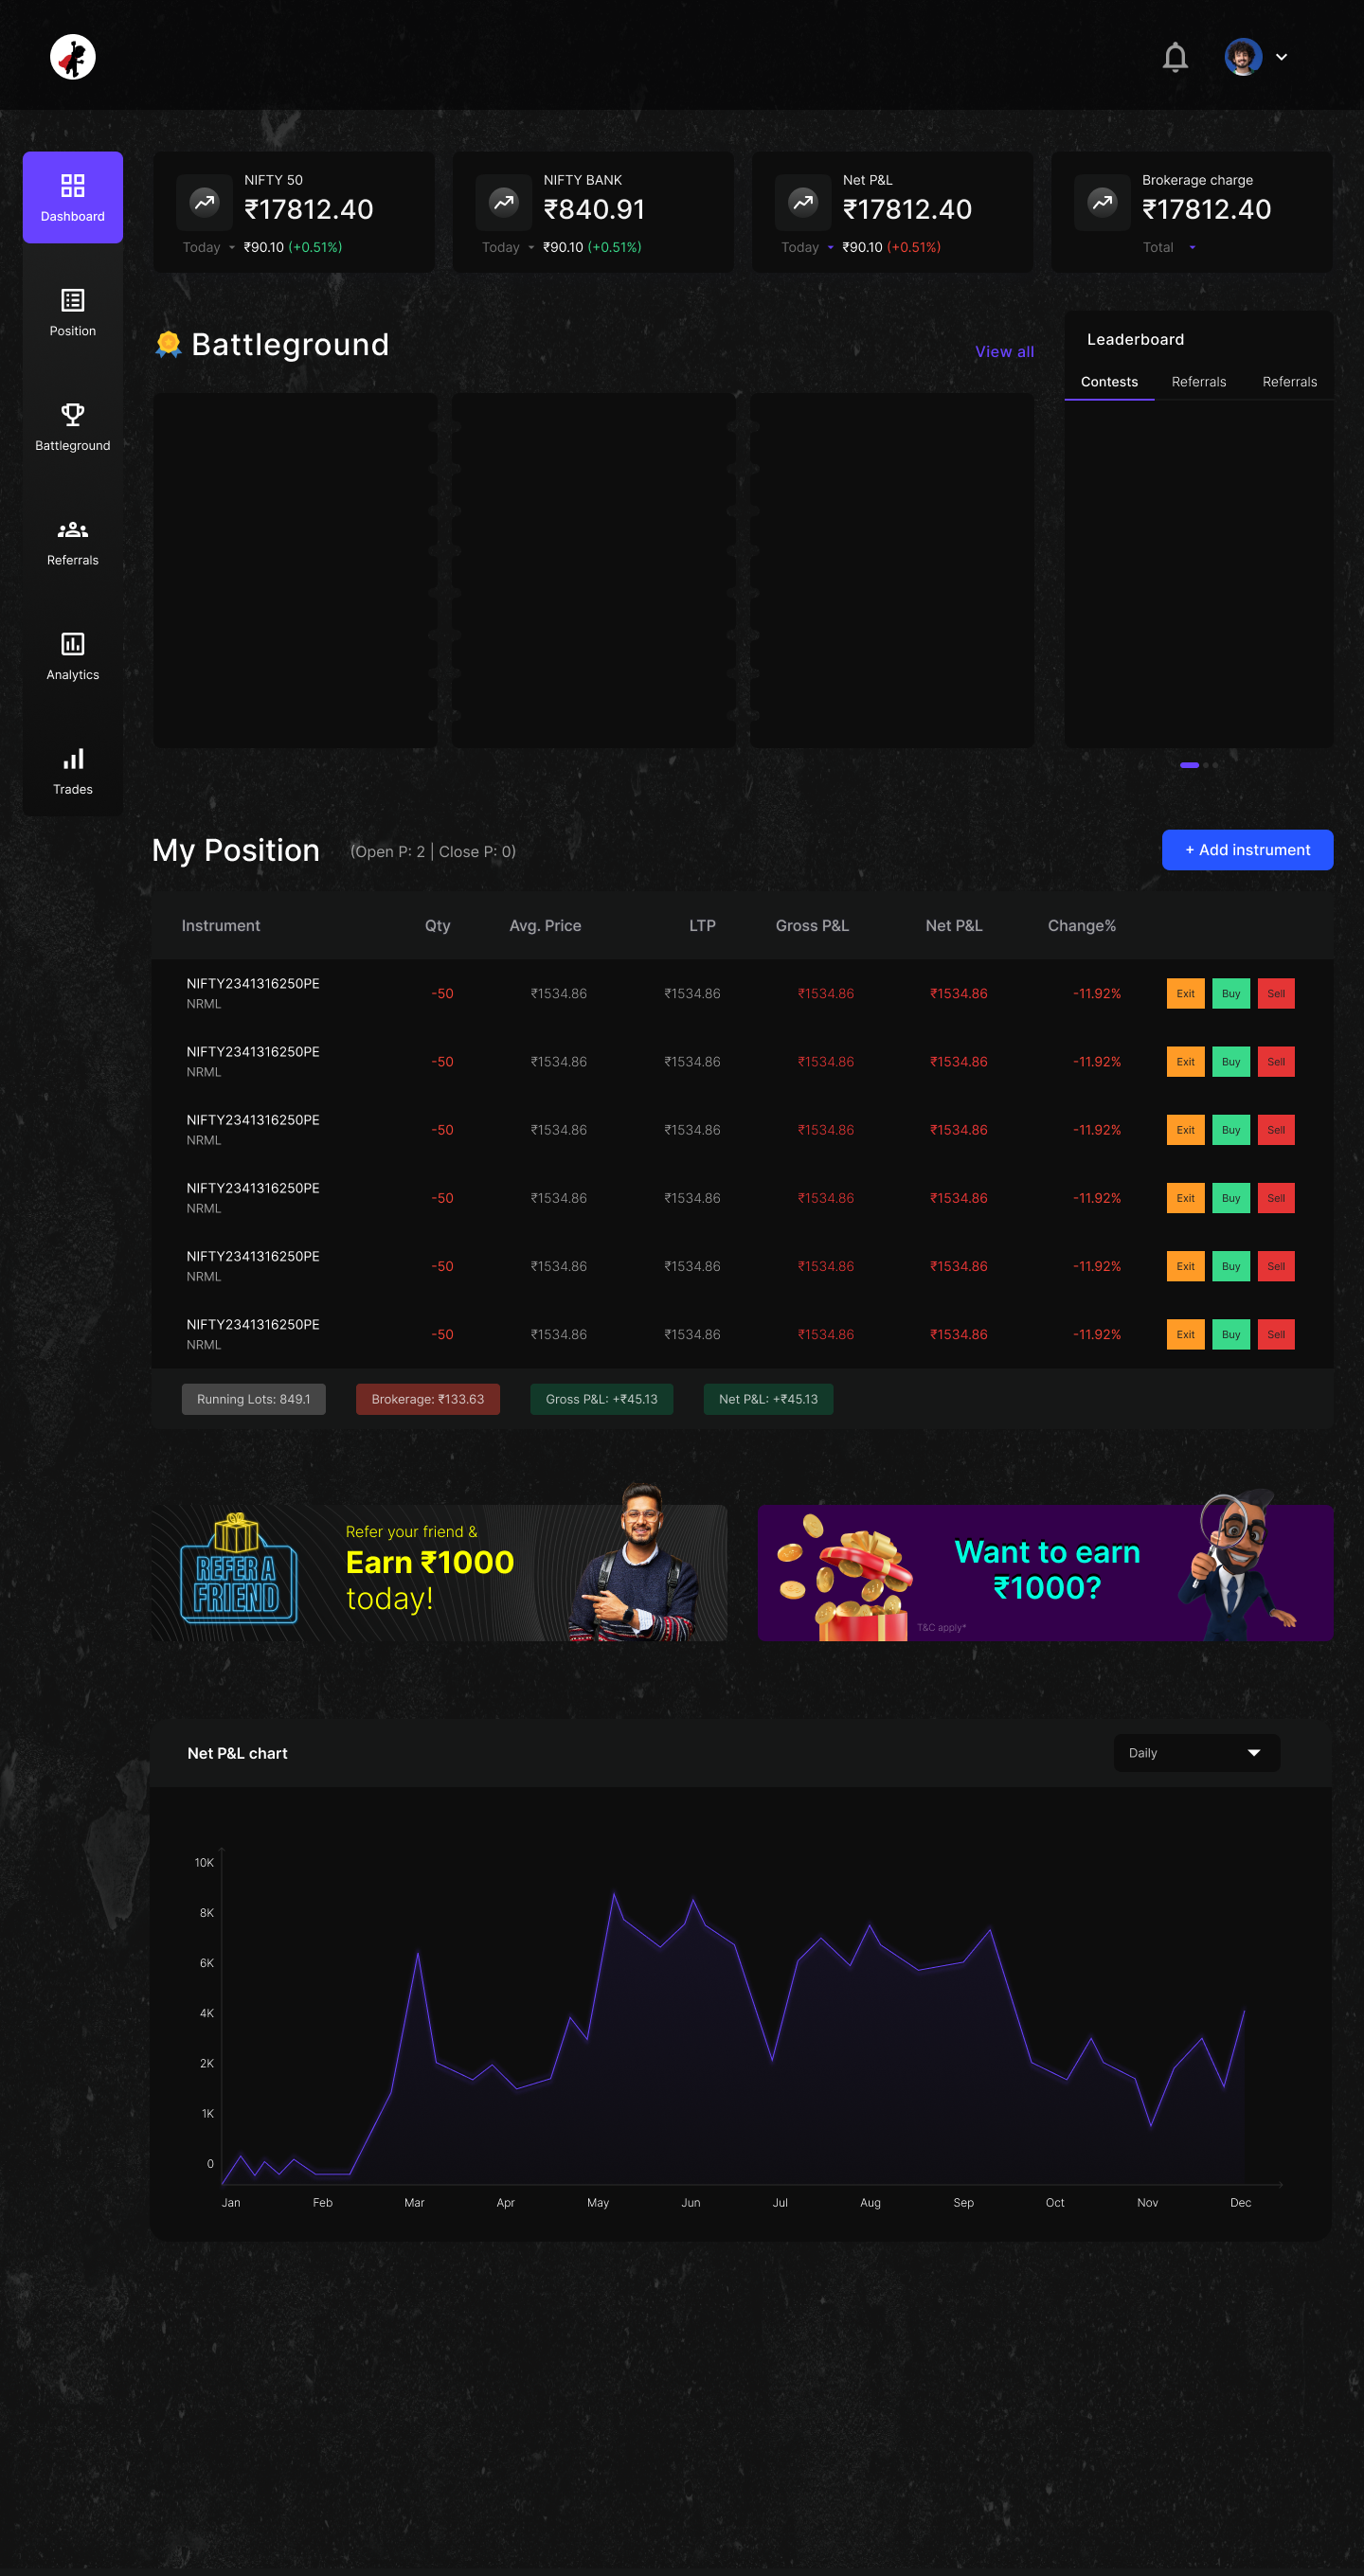 Dashboard
Position
Battleground
Referrals
Analytics
Trades
NIFTY 50
₹17812.40
Today ₹90.10 (+0.51%)
NIFTY BANK
₹840.91
Today ₹90.10 (+0.51%)
Net P&L
₹17812.40
Today ₹90.10 (+0.51%)
Brokerage charge
₹17812.40
Total
Battleground
View all
Leaderboard
Contests Referrals Referrals
My Position (Open P: 2 | Close P: 0)
+ Add instrument
Instrument Qty Avg. Price LTP Gross P&L Net P&L Change%
NIFTY2341316250PE
NRML
-50 ₹1534.86 ₹1534.86 ₹1534.86 ₹1534.86 -11.92% Exit Buy Sell
NIFTY2341316250PE
NRML
-50 ₹1534.86 ₹1534.86 ₹1534.86 ₹1534.86 -11.92% Exit Buy Sell
NIFTY2341316250PE
NRML
-50 ₹1534.86 ₹1534.86 ₹1534.86 ₹1534.86 -11.92% Exit Buy Sell
NIFTY2341316250PE
NRML
-50 ₹1534.86 ₹1534.86 ₹1534.86 ₹1534.86 -11.92% Exit Buy Sell
NIFTY2341316250PE
NRML
-50 ₹1534.86 ₹1534.86 ₹1534.86 ₹1534.86 -11.92% Exit Buy Sell
NIFTY2341316250PE
NRML
-50 ₹1534.86 ₹1534.86 ₹1534.86 ₹1534.86 -11.92% Exit Buy Sell
Running Lots: 849.1 Brokerage: ₹133.63 Gross P&L: +₹45.13 Net P&L: +₹45.13
REFER A
FRIEND
Refer your friend &
Earn ₹1000
today!
Want to earn
₹1000?
T&C apply*
Net P&L chart
Daily
10K
8K
6K
4K
2K
1K
0
Jan Feb Mar Apr May Jun Jul Aug Sep Oct Nov Dec